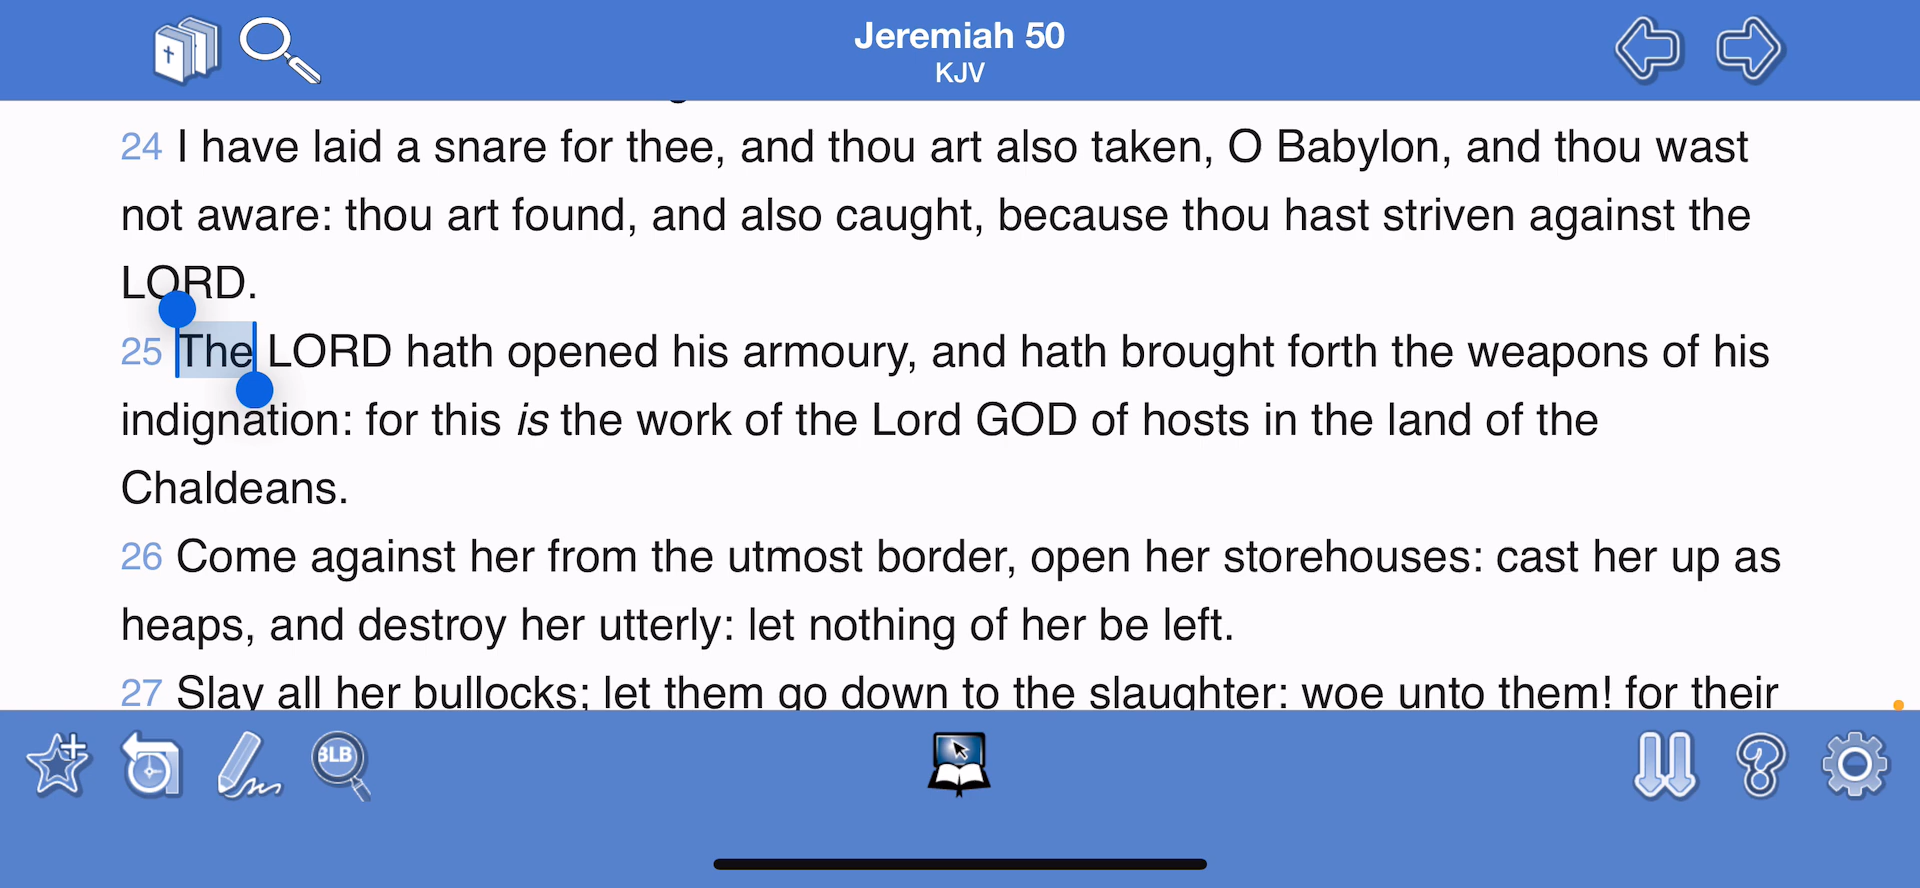 Jeremiah 50
KJV
24 I have laid a snare for thee, and thou art also taken, O Babylon, and thou wast
not aware: thou art found, and also caught, because thou hast striven against the
LORD.
25 The LORD hath opened his armoury, and hath brought forth the weapons of his
indignation: for this is the work of the Lord GOD of hosts in the land of the
Chaldeans.
26 Come against her from the utmost border, open her storehouses: cast her up as
heaps, and destroy her utterly: let nothing of her be left.
27 Slay all her bullocks; let them go down to the slaughter: woe unto them! for their
BLB